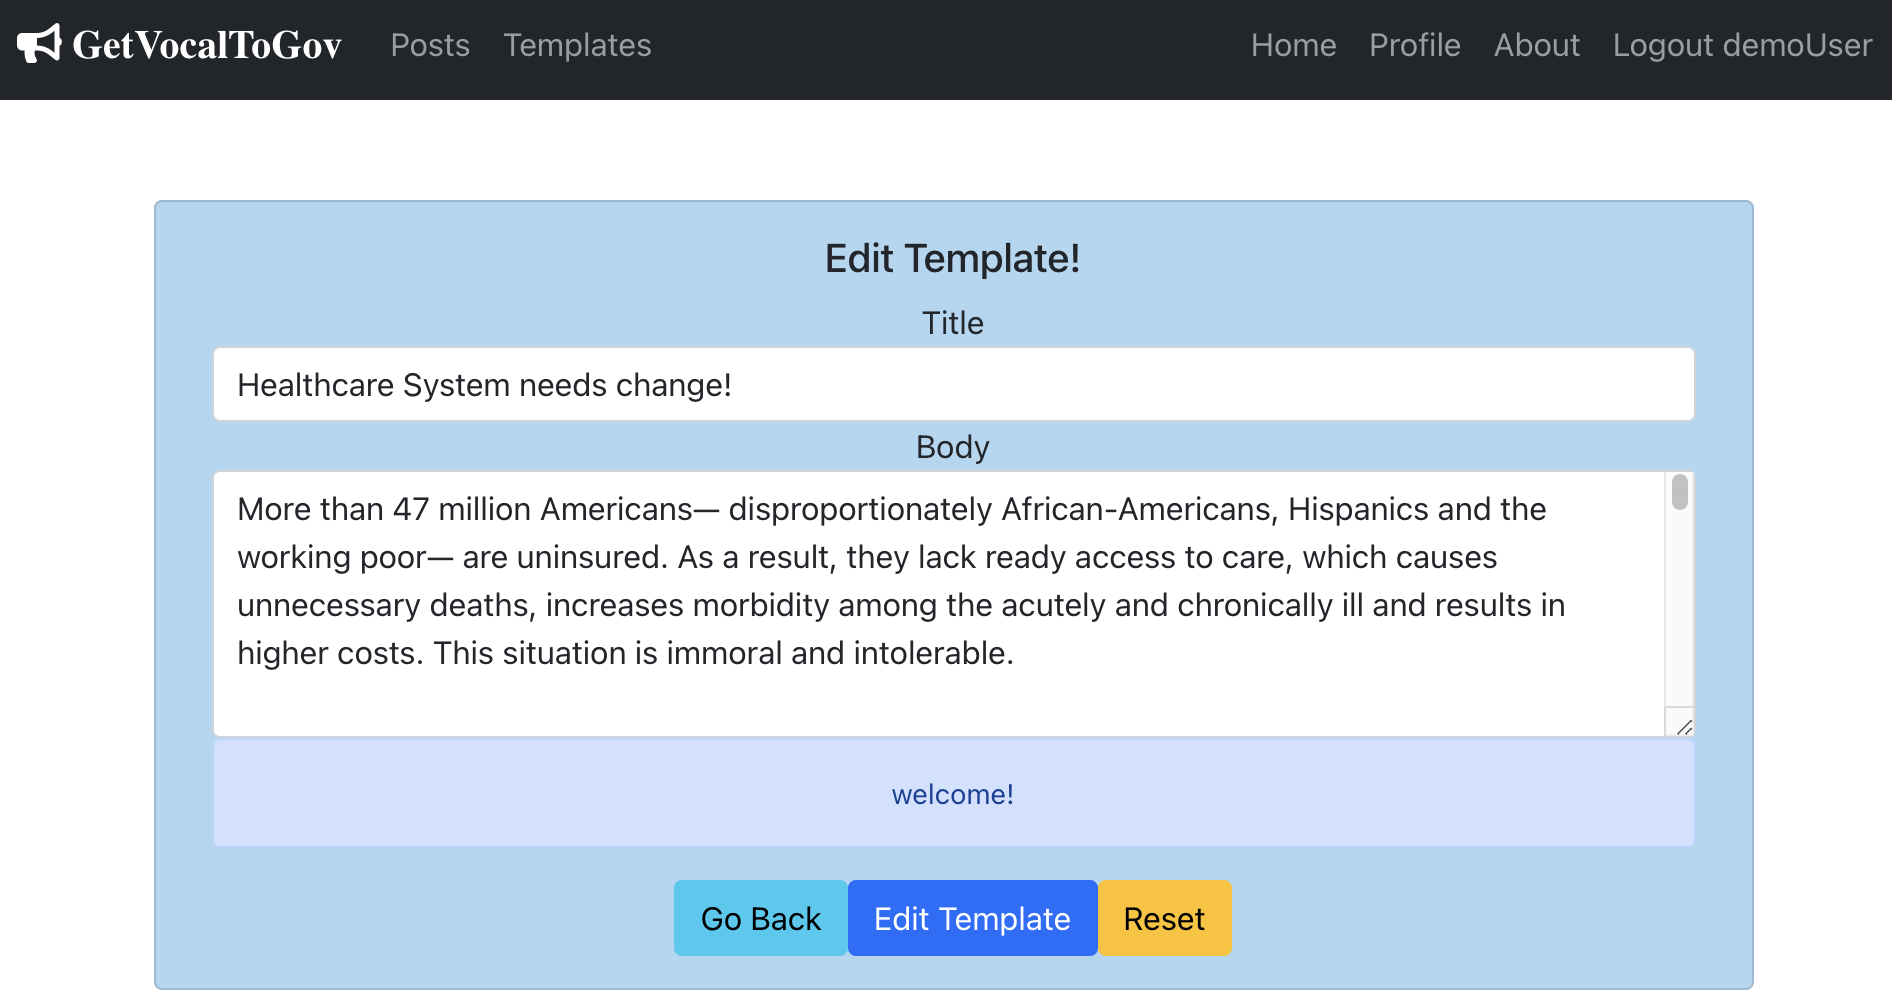 GetVocalToGov Posts Templates Home Profile About Logout demoUser
Edit Template!
Title
Healthcare System needs change!
Body
More than 47 million Americans— disproportionately African-Americans, Hispanics and the
working poor— are uninsured. As a result, they lack ready access to care, which causes
unnecessary deaths, increases morbidity among the acutely and chronically ill and results in
higher costs. This situation is immoral and intolerable.
welcome!
Go Back Edit Template Reset